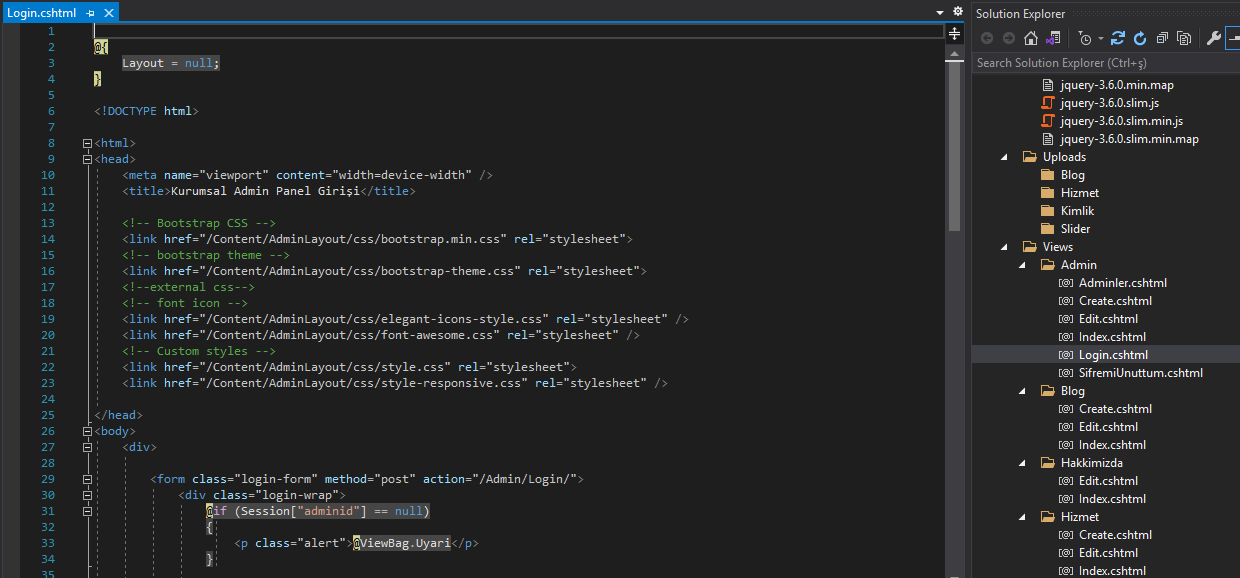 Login.cshtml
1
2 @{
3 Layout = null;
4 }
5
6 <!DOCTYPE html>
7
8 <html>
9 <head>
10 <meta name="viewport" content="width=device-width" />
11 <title>Kurumsal Admin Panel Girişi</title>
12
13 <!-- Bootstrap CSS -->
14 <link href="/Content/AdminLayout/css/bootstrap.min.css" rel="stylesheet">
15 <!-- bootstrap theme -->
16 <link href="/Content/AdminLayout/css/bootstrap-theme.css" rel="stylesheet">
17 <!--external css-->
18 <!-- font icon -->
19 <link href="/Content/AdminLayout/css/elegant-icons-style.css" rel="stylesheet" />
20 <link href="/Content/AdminLayout/css/font-awesome.css" rel="stylesheet" />
21 <!-- Custom styles -->
22 <link href="/Content/AdminLayout/css/style.css" rel="stylesheet">
23 <link href="/Content/AdminLayout/css/style-responsive.css" rel="stylesheet" />
24
25 </head>
26 <body>
27 <div>
28
29 <form class="login-form" method="post" action="/Admin/Login/">
30 <div class="login-wrap">
31 @if (Session["adminid"] == null)
32 {
33 <p class="alert">@ViewBag.Uyari</p>
34 }
35
Solution Explorer
Search Solution Explorer (Ctrl+ş)
jquery-3.6.0.min.map
jquery-3.6.0.slim.js
jquery-3.6.0.slim.min.js
jquery-3.6.0.slim.min.map
Uploads
Blog
Hizmet
Kimlik
Slider
Views
Admin
Adminler.cshtml
Create.cshtml
Edit.cshtml
Index.cshtml
Login.cshtml
SifremiUnuttum.cshtml
Blog
Create.cshtml
Edit.cshtml
Index.cshtml
Hakkimizda
Edit.cshtml
Index.cshtml
Hizmet
Create.cshtml
Edit.cshtml
Index.cshtml